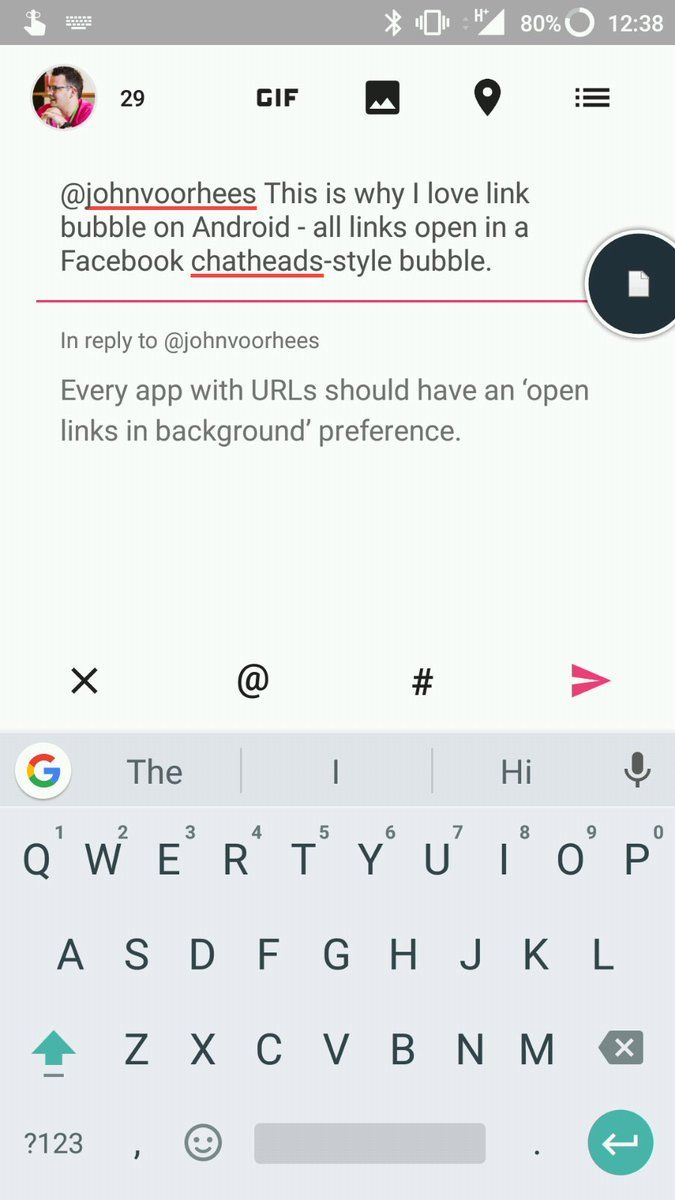 H+ 80% 12:38
29 GIF
@johnvoorhees This is why I love link
bubble on Android - all links open in a
Facebook chatheads-style bubble.
In reply to @johnvoorhees
Every app with URLs should have an ‘open
links in background’ preference.
@ #
G The I Hi
1 2 3 4 5 6 7 8 9 0
Q W E R T Y U I O P
A S D F G H J K L
Z X C V B N M
?123 , .